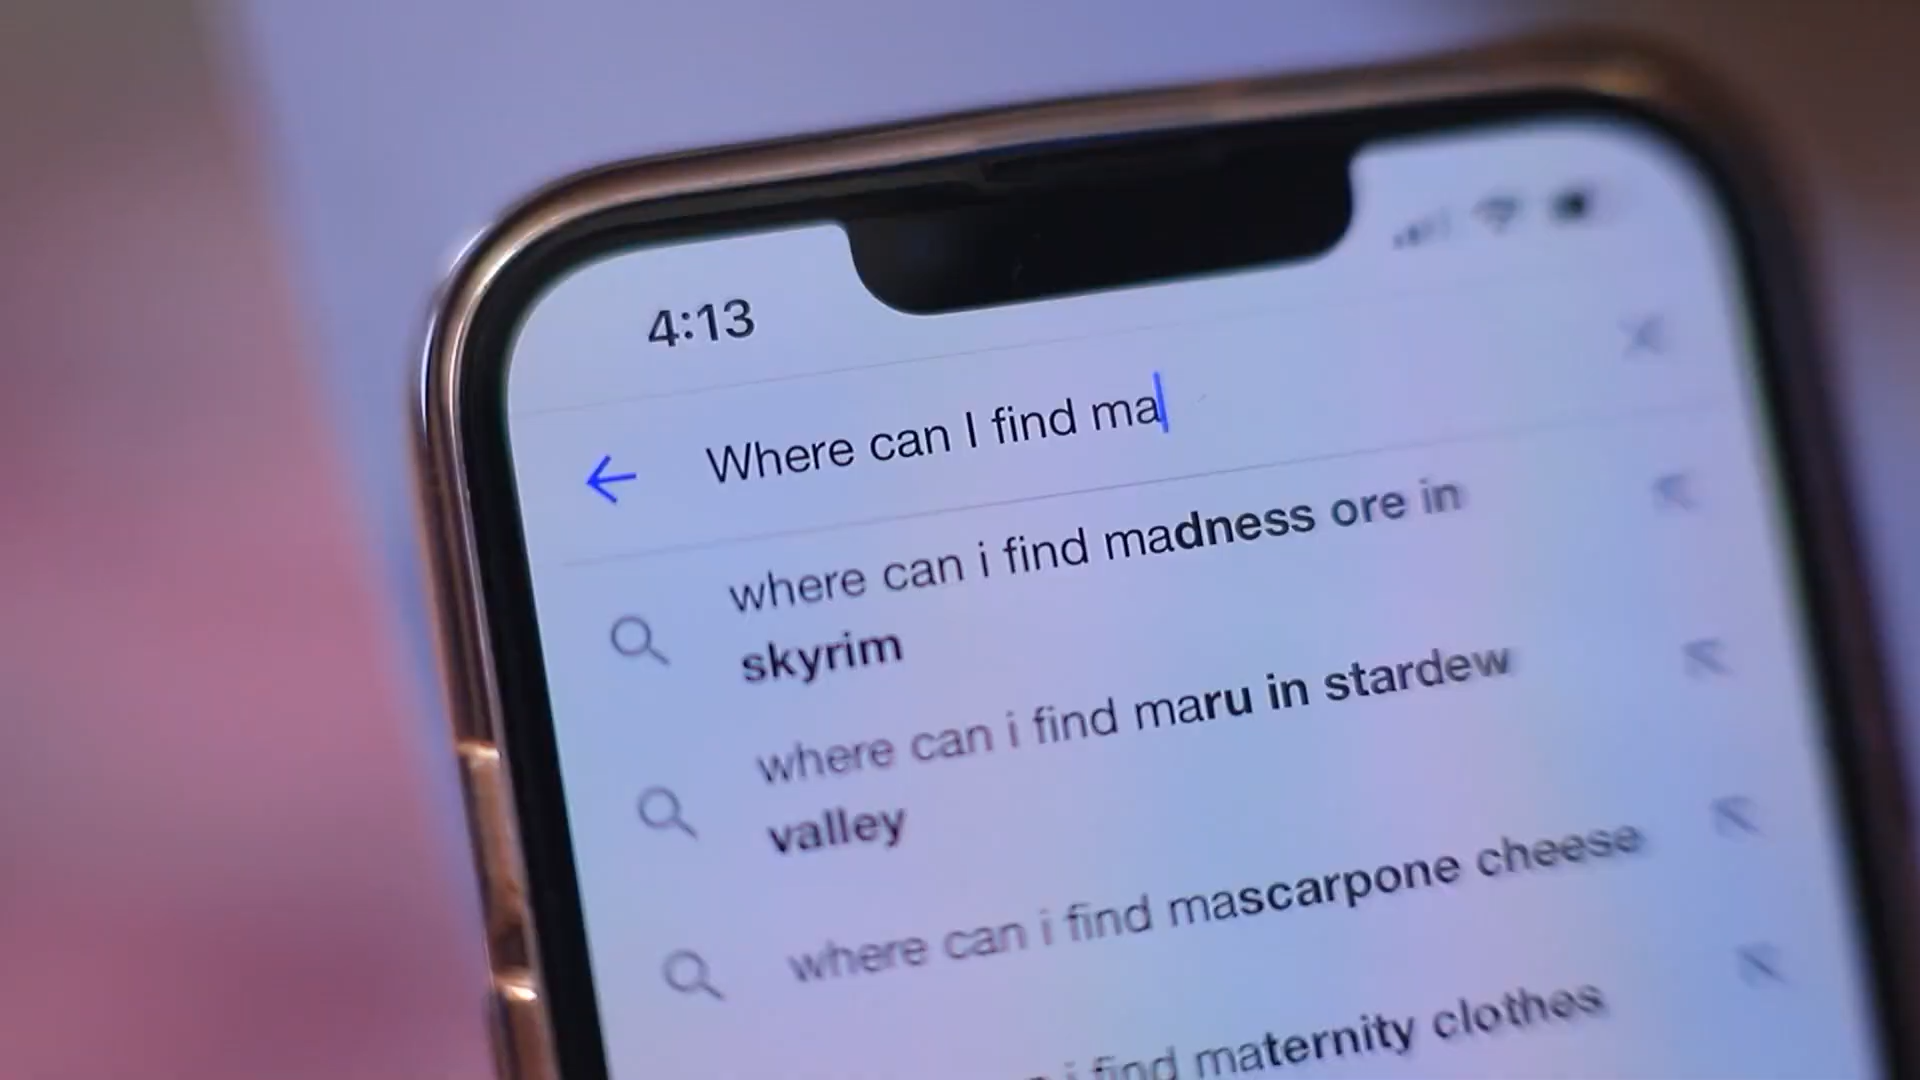 4:13
Where can I find ma
where can i find madness ore in
skyrim
where can i find maru in stardew
valley
where can i find mascarpone cheese
i find maternity clothes